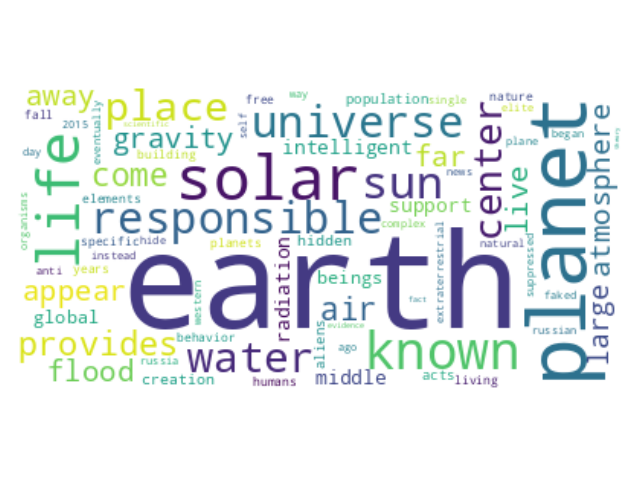 away
place
fall
2015
eventually
free
way
population
single
nature
elite
scientific
self
universe
gravity
building
day
intelligent
far
center
plane
began
theory
life
come
solar
sun
live
news
planet
atmosphere
elements
responsible
support
complex
organisms
specific
hide
planets
hidden
natural
suppressed
instead
anti
years
earth
radiation
beings
extraterrestrial
large
appear
western
air
fact
faked
global
evidence
russian
provides
behavior
water
aliens
ago
known
flood
russia
creation
humans
middle
acts
living